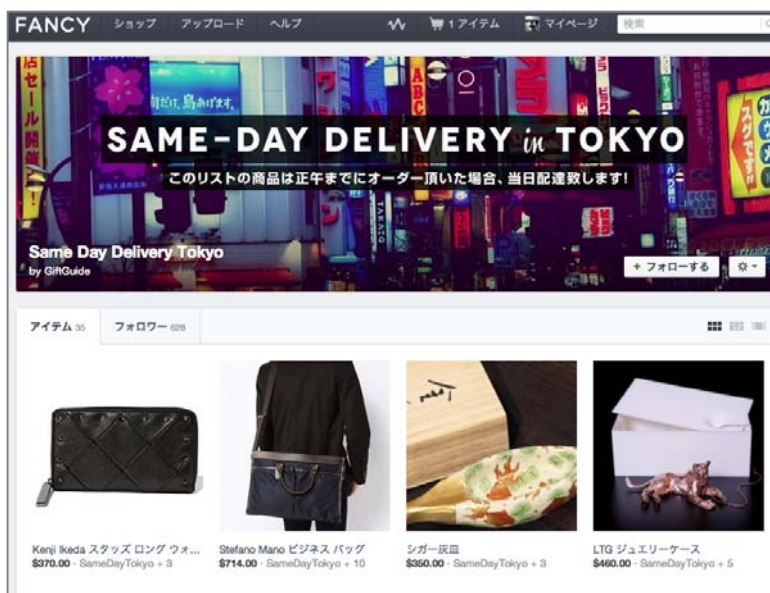 FANCY ショップ アップロード ヘルプ 1 アイテム マイページ 検索
店セール開催!
ABC
SAME-DAY DELIVERY in TOKYO
このリストの商品は正午までにオーダー頂いた場合、当日配達致します!
Same Day Delivery Tokyo
by GiftGuide
+ フォローする
アイテム 35 フォロワー 628
Kenji Ikeda スタッズ ロング ウォ...
$370.00 - SameDayTokyo + 3
Stefano Mano ビジネス バッグ
$714.00 - SameDayTokyo + 10
シガー灰皿
$350.00 - SameDayTokyo + 3
LTG ジュエリーケース
$460.00 - SameDayTokyo + 5